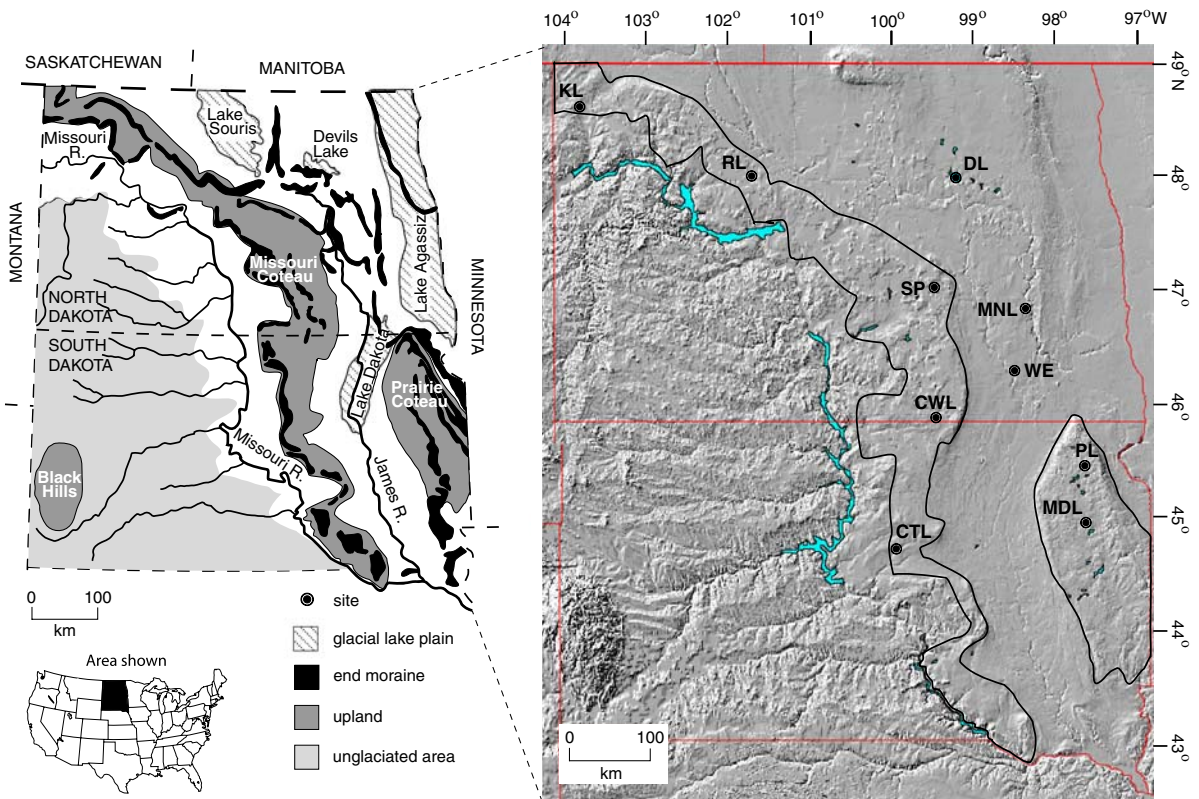 SASKATCHEWAN
MANITOBA
Lake
Souris
Devils
Lake
Missouri
R.
MONTANA
Missouri
Coteau
Lake Agassiz
MINNESOTA
NORTH
DAKOTA
SOUTH
DAKOTA
Lake Dakota
Prairie
Coteau
Missouri R.
James R.
Black
Hills
0 100
km
site
glacial lake plain
end moraine
upland
unglaciated area
Area shown
104° 103° 102° 101° 100° 99° 98° 97°W
49° N
48°
47°
46°
45°
44°
43°
KL
RL
DL
SP
MNL
WE
CWL
PL
MDL
CTL
0 100
km